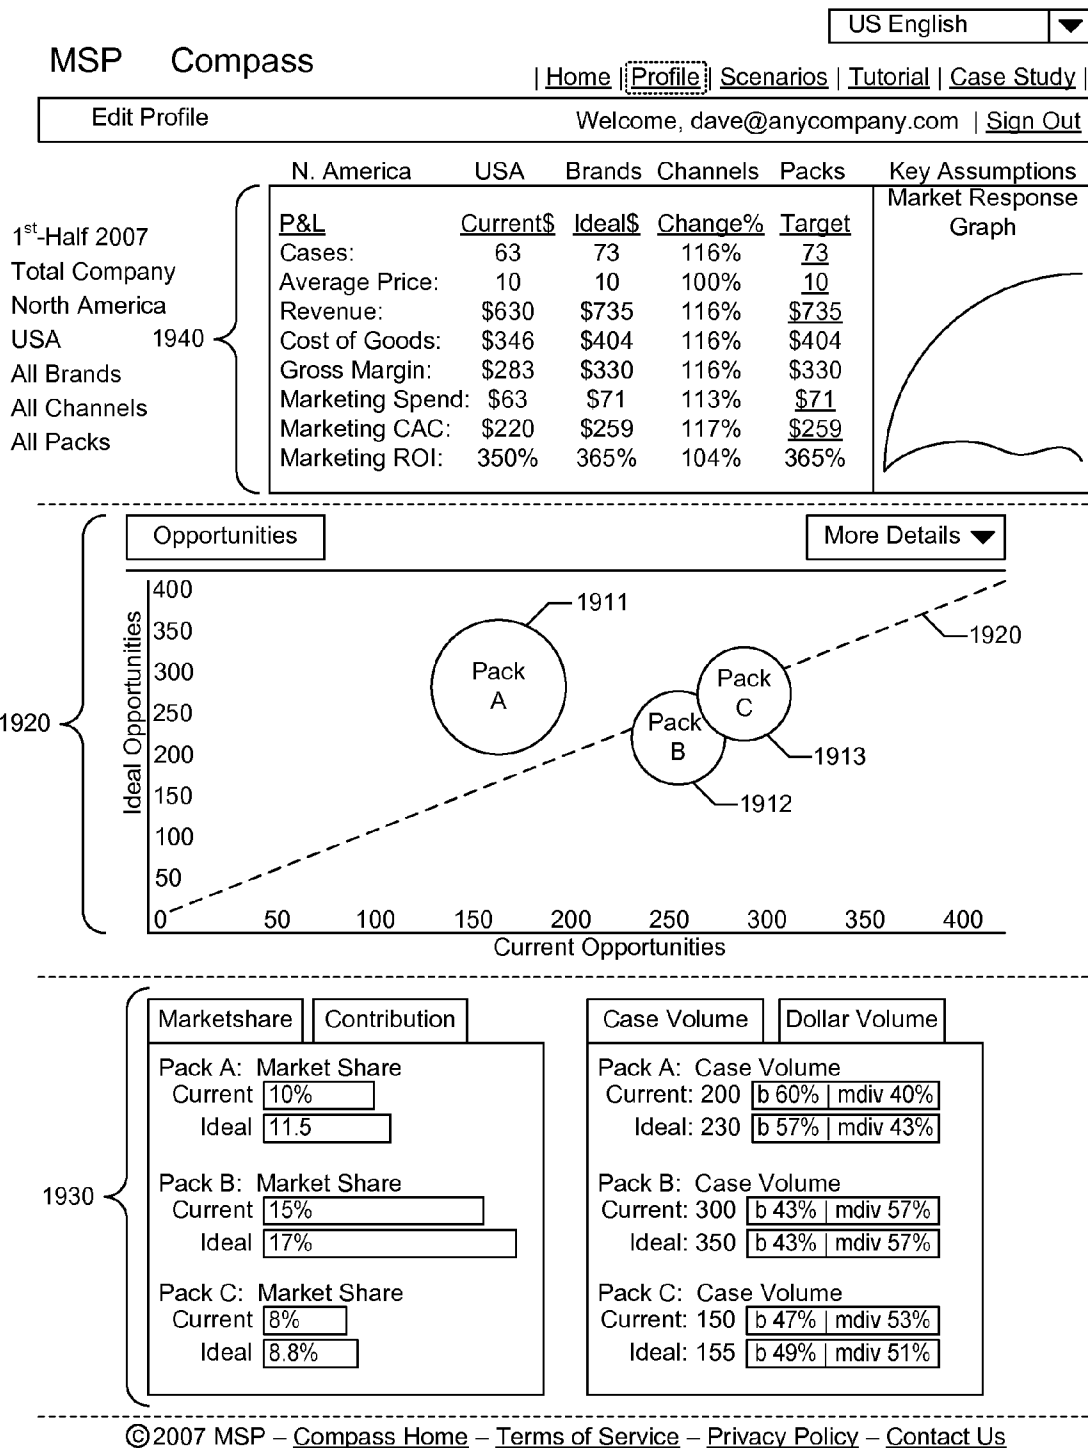 US English
MSP Compass
| Home | Profile | Scenarios | Tutorial | Case Study |
Edit Profile Welcome, dave@anycompany.com | Sign Out
N. America USA Brands Channels Packs Key Assumptions
1st-Half 2007
Total Company
North America
USA
All Brands
All Channels
All Packs
1940
P&L Current$ Ideal$ Change% Target
Cases: 63 73 116% 73
Average Price: 10 10 100% 10
Revenue: $630 $735 116% $735
Cost of Goods: $346 $404 116% $404
Gross Margin: $283 $330 116% $330
Marketing Spend: $63 $71 113% $71
Marketing CAC: $220 $259 117% $259
Marketing ROI: 350% 365% 104% 365%
Market Response
Graph
1920
Opportunities More Details
Ideal Opportunities
400
350
300
250
200
150
100
50
0 50 100 150 200 250 300 350 400
Current Opportunities
Pack
A
1911
Pack
B
1912
Pack
C
1913
1920
1930
Marketshare Contribution
Pack A: Market Share
Current 10%
Ideal 11.5
Pack B: Market Share
Current 15%
Ideal 17%
Pack C: Market Share
Current 8%
Ideal 8.8%
Case Volume Dollar Volume
Pack A: Case Volume
Current: 200 b 60% | mdiv 40%
Ideal: 230 b 57% | mdiv 43%
Pack B: Case Volume
Current: 300 b 43% | mdiv 57%
Ideal: 350 b 43% | mdiv 57%
Pack C: Case Volume
Current: 150 b 47% | mdiv 53%
Ideal: 155 b 49% | mdiv 51%
©2007 MSP – Compass Home – Terms of Service – Privacy Policy – Contact Us